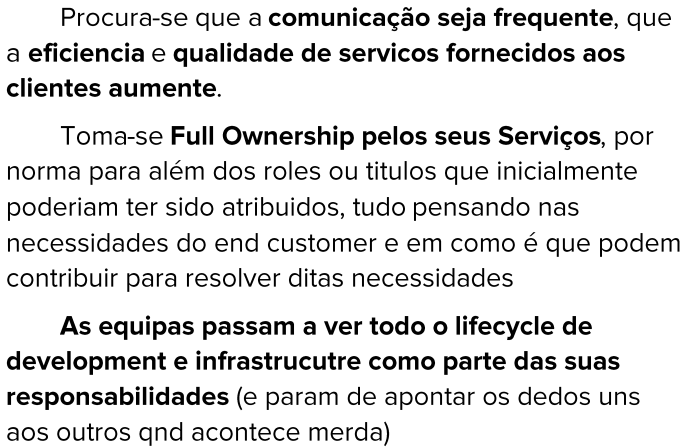 Procura-se que a comunicação seja frequente, que
a eficiencia e qualidade de servicos fornecidos aos
clientes aumente.
Toma-se Full Ownership pelos seus Serviços, por
norma para além dos roles ou titulos que inicialmente
poderiam ter sido atribuidos, tudo pensando nas
necessidades do end customer e em como é que podem
contribuir para resolver ditas necessidades
As equipas passam a ver todo o lifecycle de
development e infrastrucutre como parte das suas
responsabilidades (e param de apontar os dedos uns
aos outros qnd acontece merda)